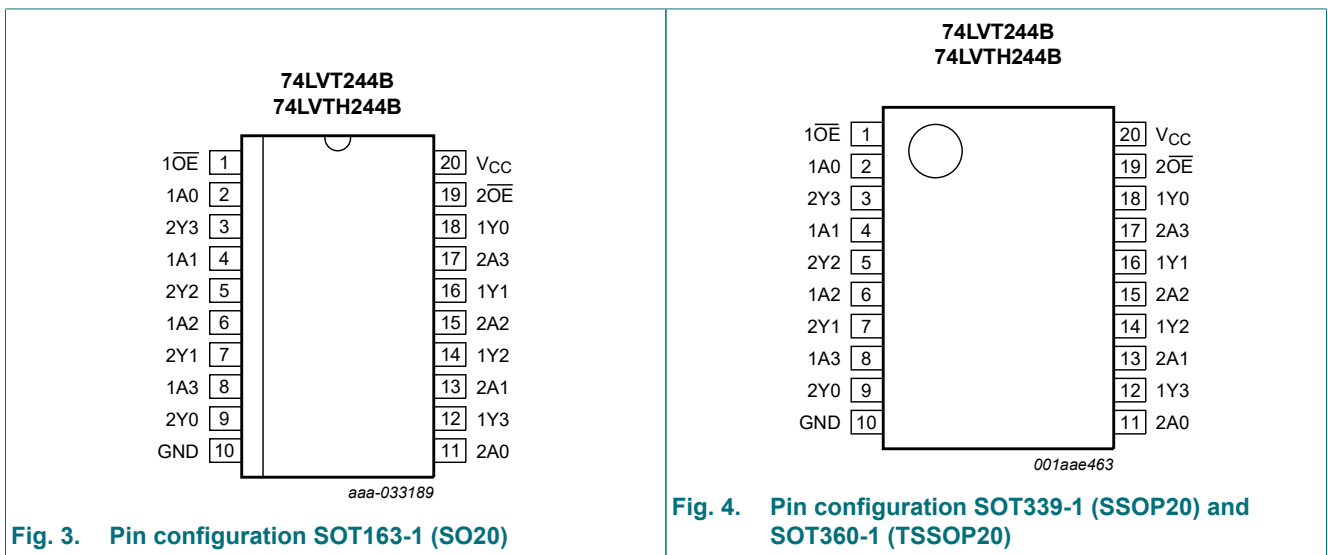 74LVT244B
74LVTH244B
1O̅E̅ 1
1A0 2
2Y3 3
1A1 4
2Y2 5
1A2 6
2Y1 7
1A3 8
2Y0 9
GND 10
20 VCC
19 2O̅E̅
18 1Y0
17 2A3
16 1Y1
15 2A2
14 1Y2
13 2A1
12 1Y3
11 2A0
aaa-033189
Fig. 3. Pin configuration SOT163-1 (SO20)
74LVT244B
74LVTH244B
1O̅E̅ 1
1A0 2
2Y3 3
1A1 4
2Y2 5
1A2 6
2Y1 7
1A3 8
2Y0 9
GND 10
20 VCC
19 2O̅E̅
18 1Y0
17 2A3
16 1Y1
15 2A2
14 1Y2
13 2A1
12 1Y3
11 2A0
001aae463
Fig. 4. Pin configuration SOT339-1 (SSOP20) and
SOT360-1 (TSSOP20)